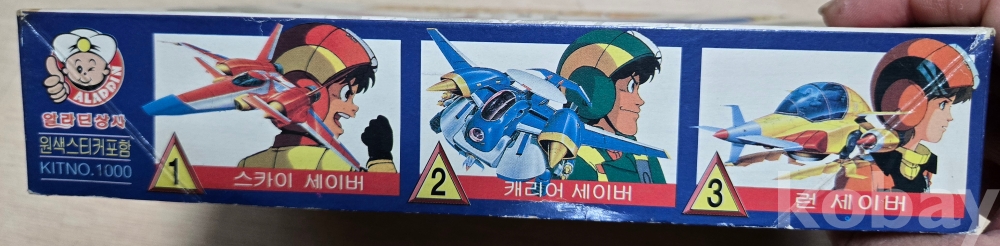 ALADDIN
알라딘상사
원색스티커포함
KITNO.1000
1
스카이 세이버
2
캐리어 세이버
3
런 세이버
kobay